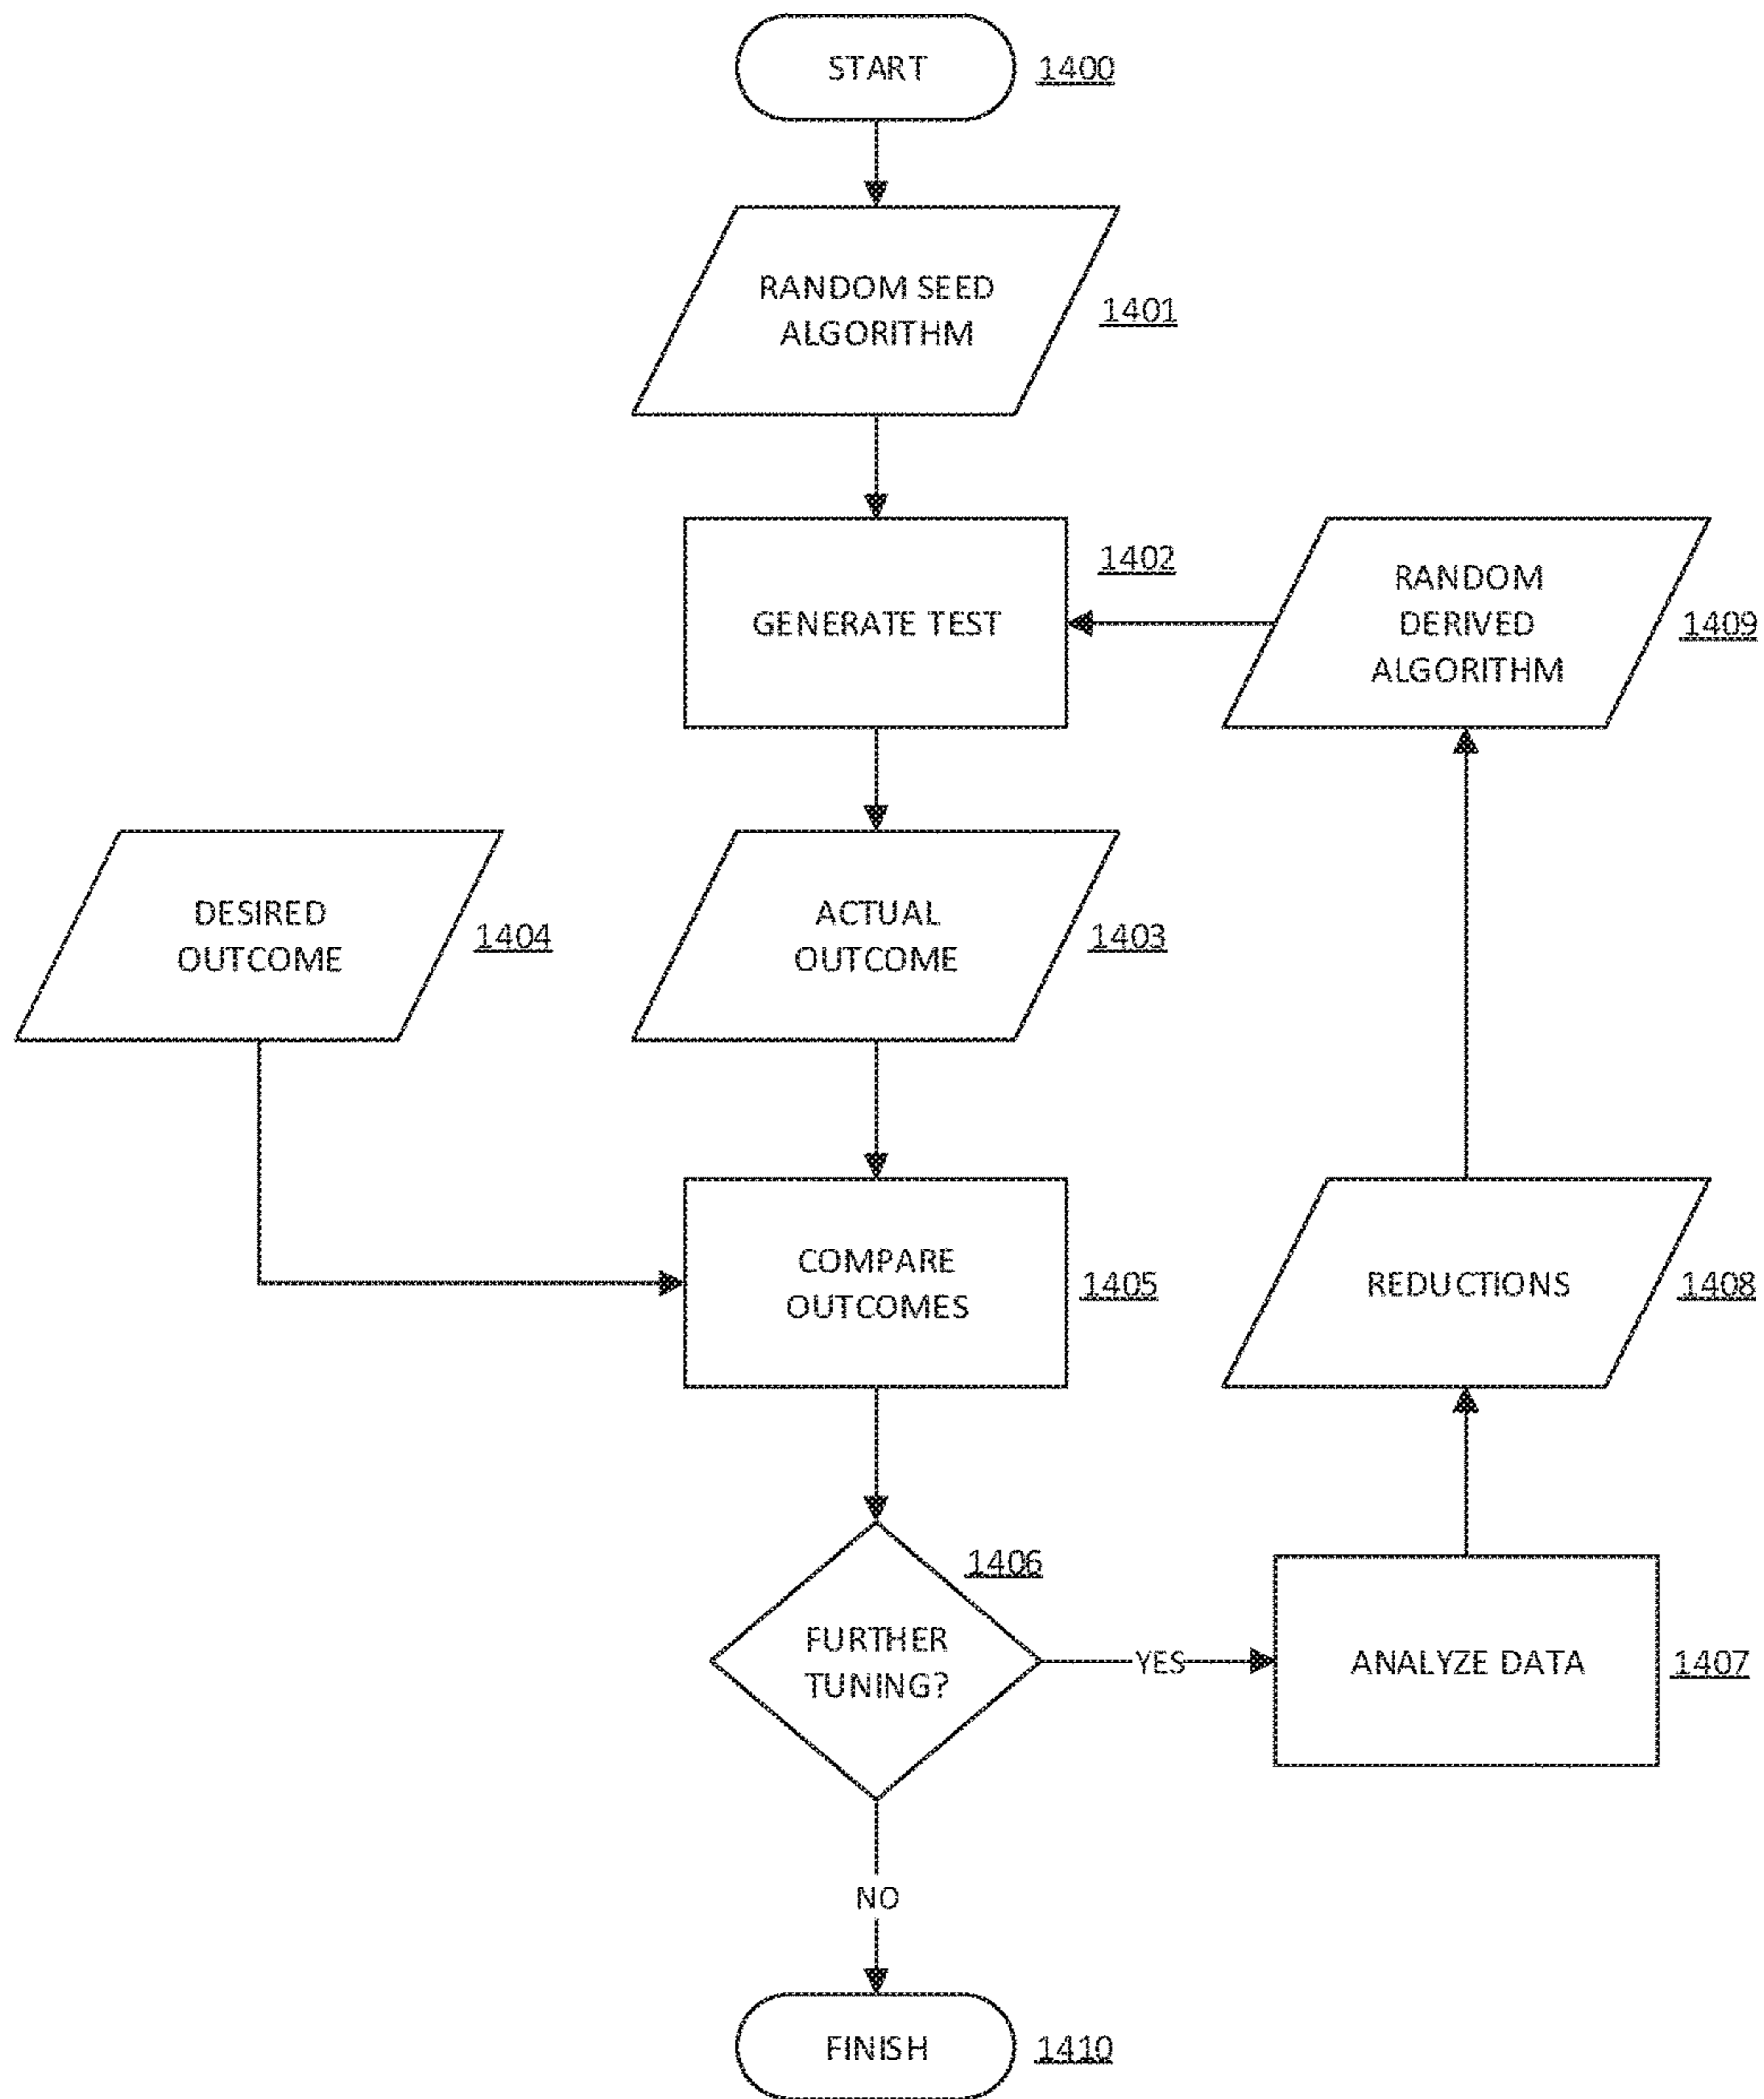 START
1400
RANDOM SEED
ALGORITHM
1401
GENERATE TEST
1402
RANDOM
DERIVED
ALGORITHM
1409
DESIRED
OUTCOME
1404
ACTUAL
OUTCOME
1403
COMPARE
OUTCOMES
1405
REDUCTIONS
1408
1406
FURTHER
TUNING?
YES
ANALYZE DATA
1407
NO
FINISH
1410